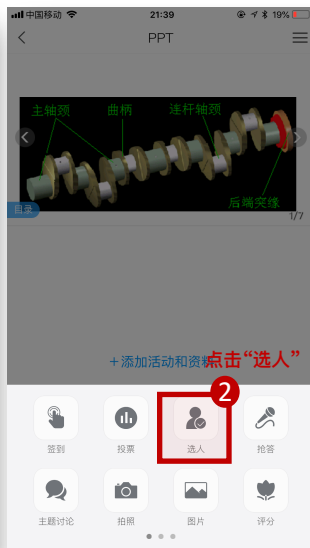 中国移动 21:39 19%
PPT
主轴颈 曲柄 连杆轴颈
后端突缘
目录 1/7
+添加活动和资料
点击“选人”
2
签到 投票 选人 抢答
主题讨论 拍照 图片 评分